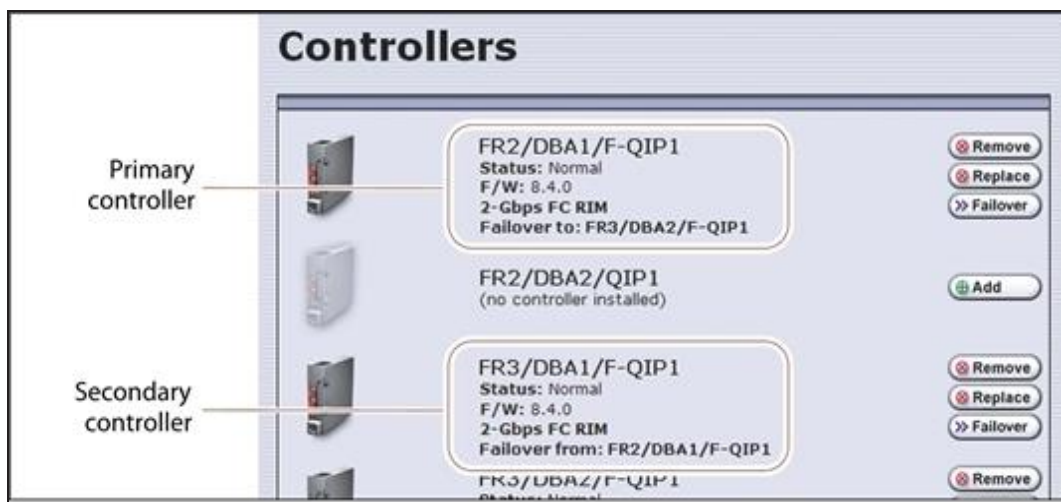 Controllers
Primary
controller
FR2/DBA1/F-QIP1
Status: Normal
F/W: 8.4.0
2-Gbps FC RIM
Failover to: FR3/DBA2/F-QIP1
Remove
Replace
Failover
FR2/DBA2/QIP1
(no controller installed)
Add
Secondary
controller
FR3/DBA1/F-QIP1
Status: Normal
F/W: 8.4.0
2-Gbps FC RIM
Failover from: FR2/DBA1/F-QIP1
Remove
Replace
Failover
FR3/DBA2/F-QIP1
Status: Normal
Remove